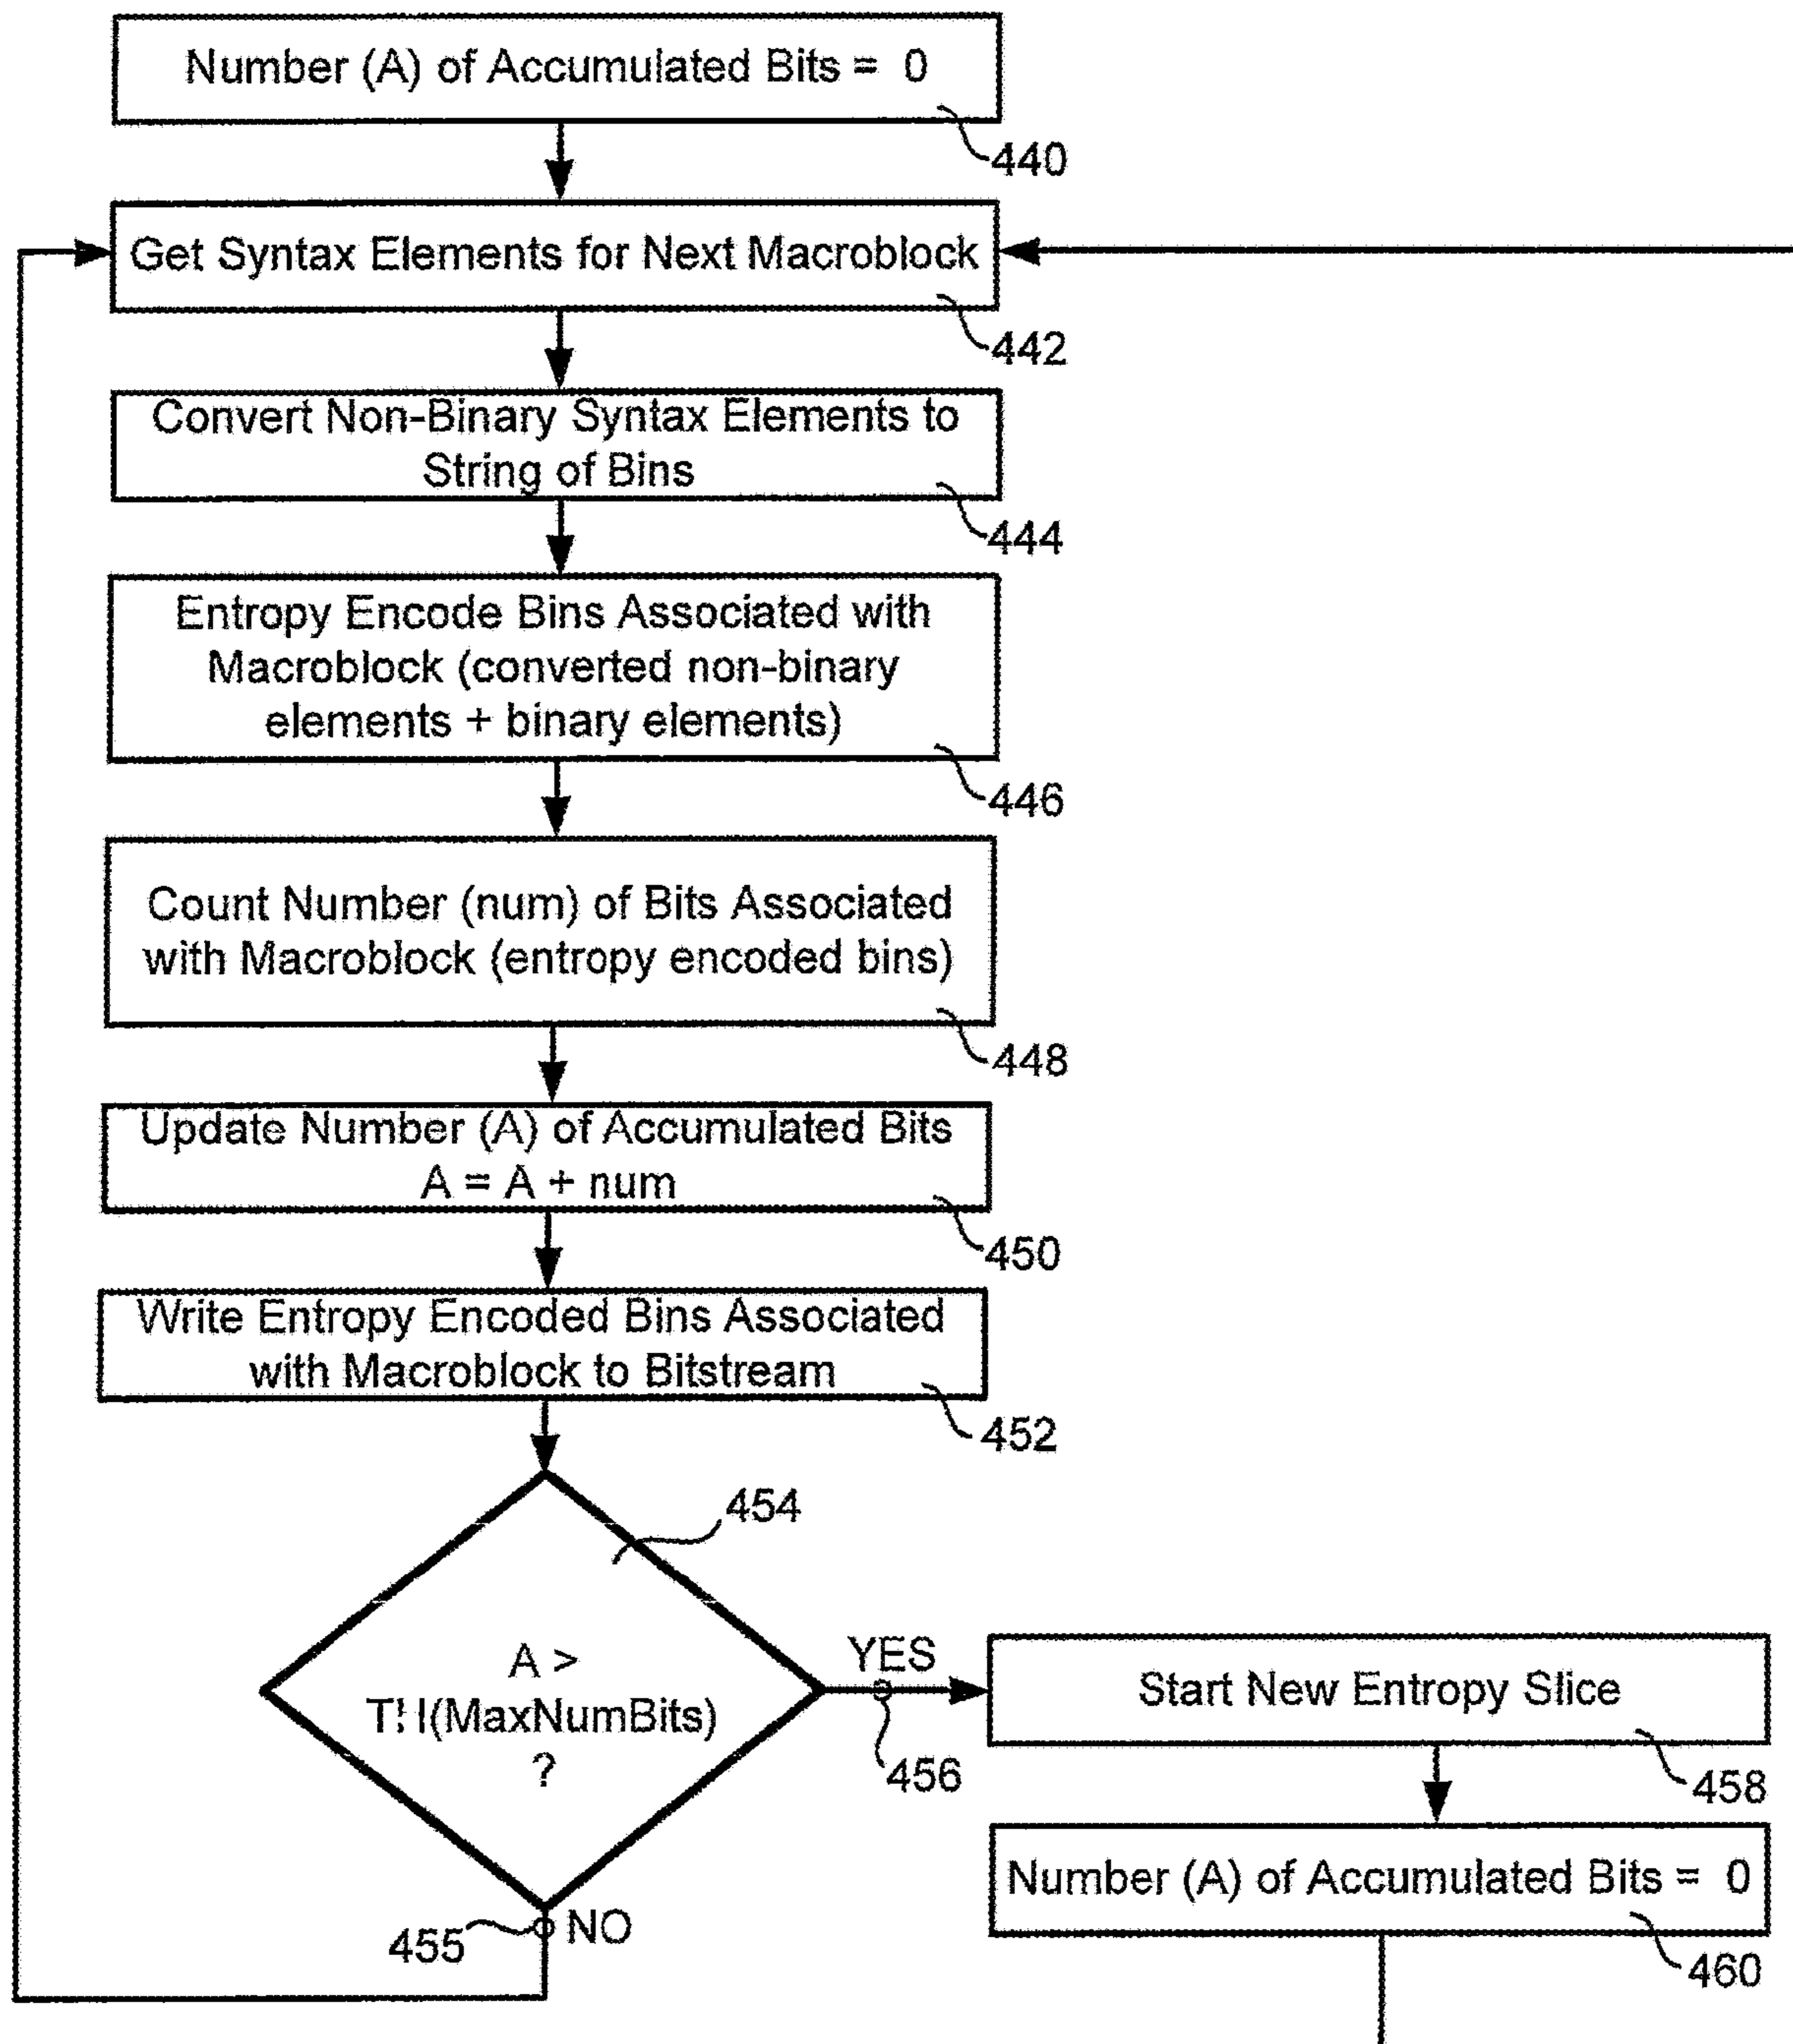 Number (A) of Accumulated Bits = 0
440
Get Syntax Elements for Next Macroblock
442
Convert Non-Binary Syntax Elements to
String of Bins
444
Entropy Encode Bins Associated with
Macroblock (converted non-binary
elements + binary elements)
446
Count Number (num) of Bits Associated
with Macroblock (entropy encoded bins)
448
Update Number (A) of Accumulated Bits
A = A + num
450
Write Entropy Encoded Bins Associated
with Macroblock to Bitstream
452
454
A >
(MaxNumBits)
?
YES
456
455
NO
Start New Entropy Slice
458
Number (A) of Accumulated Bits = 0
460